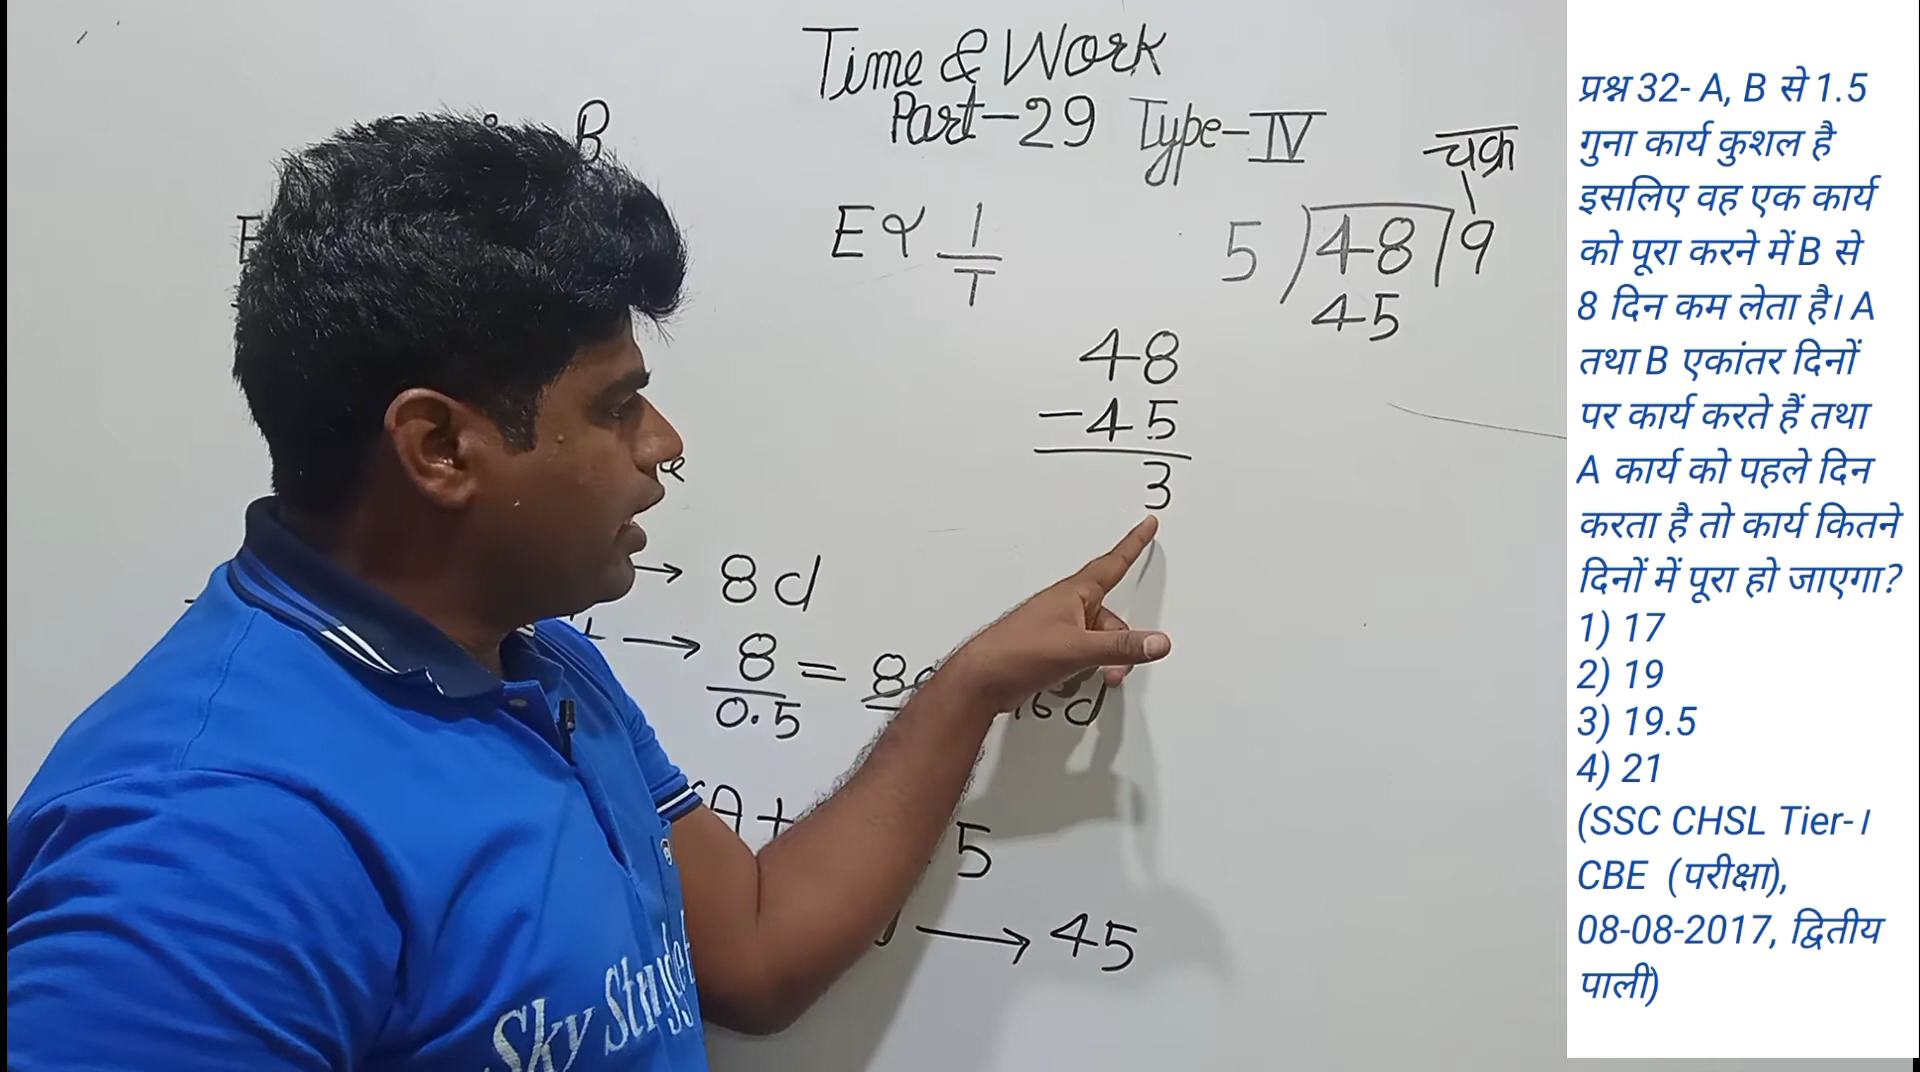 Time & Work
Part-29 Type-IV
B
E ∝ 1/T
चक्र
5)48(9
45
48
-45
3
→ 8d
→ 8/0.5 = 8
6d
A+
5
→ 45
Sky Struggle
प्रश्न 32- A, B से 1.5
गुना कार्य कुशल है
इसलिए वह एक कार्य
को पूरा करने में B से
8 दिन कम लेता है। A
तथा B एकांतर दिनों
पर कार्य करते हैं तथा
A कार्य को पहले दिन
करता है तो कार्य कितने
दिनों में पूरा हो जाएगा?
1) 17
2) 19
3) 19.5
4) 21
(SSC CHSL Tier-I
CBE (परीक्षा),
08-08-2017, द्वितीय
पाली)